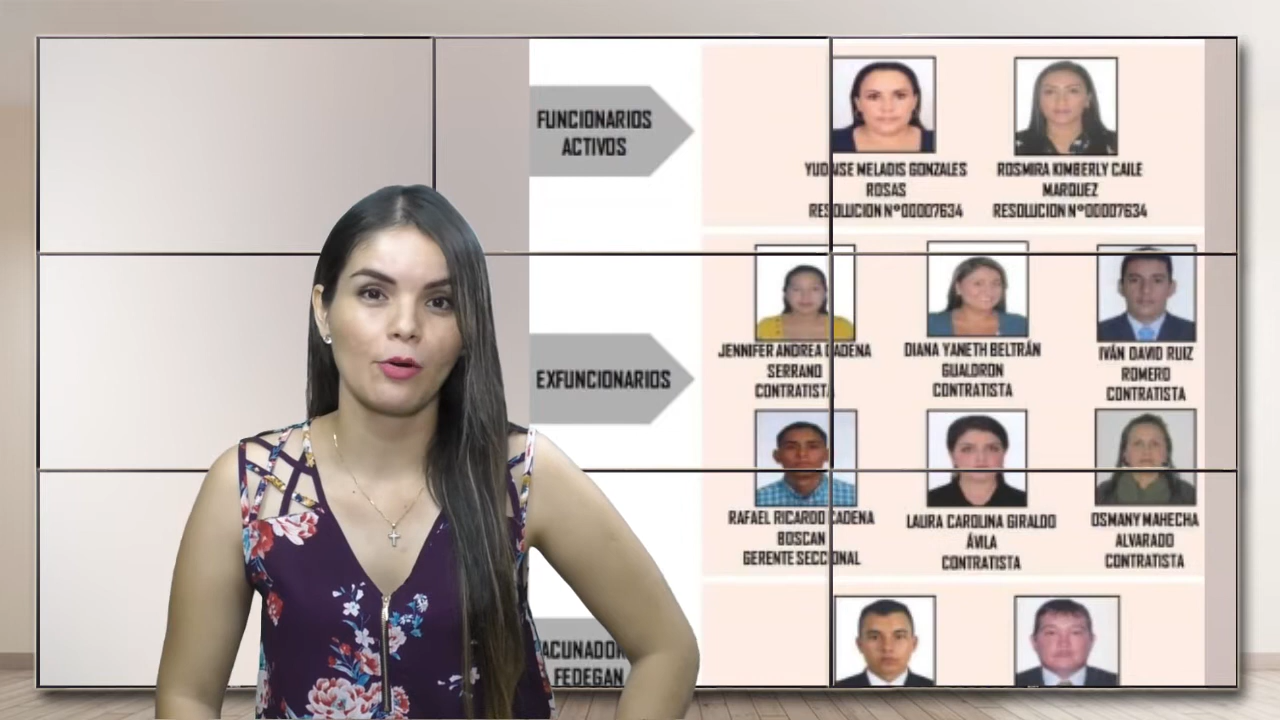 FUNCIONARIOS
ACTIVOS
YUDNISE MELADIS GONZALES
ROSAS
RESOLUCION N°00007634
ROSMIRA KIMBERLY CAILE
MARQUEZ
RESOLUCION N°00007634
EXFUNCIONARIOS
JENNIFER ANDREA CADENA
SERRANO
CONTRATISTA
DIANA YANETH BELTRÁN
GUALDRON
CONTRATISTA
IVÁN DAVID RUIZ
ROMERO
CONTRATISTA
RAFAEL RICARDO CADENA
BOSCAN
GERENTE SECCIONAL
LAURA CAROLINA GIRALDO
ÁVILA
CONTRATISTA
OSMANY MAHECHA
ALVARADO
CONTRATISTA
ACUNADOR
FEDEGAN